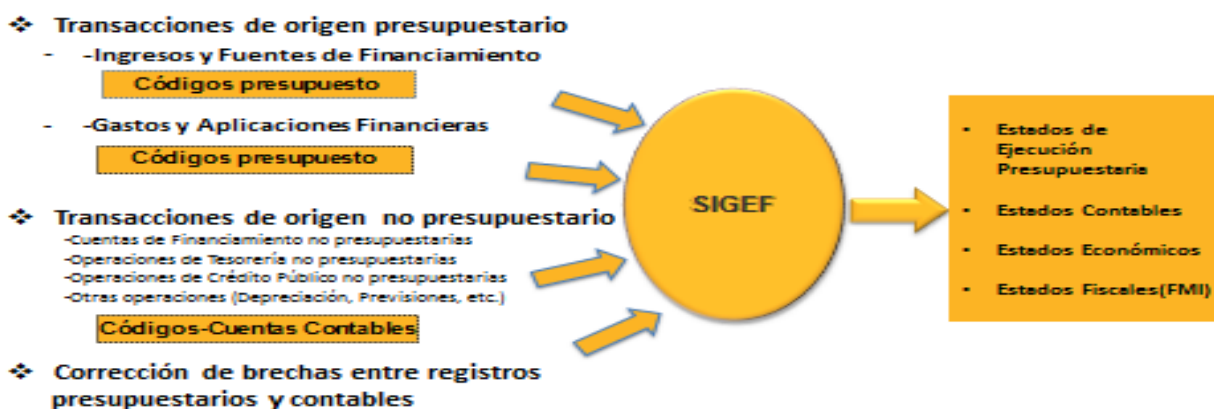 ❖ Transacciones de origen presupuestario
- -Ingresos y Fuentes de Financiamiento
Códigos presupuesto
- -Gastos y Aplicaciones Financieras
Códigos presupuesto
❖ Transacciones de origen no presupuestario
-Cuentas de Financiamiento no presupuestarias
-Operaciones de Tesorería no presupuestarias
-Operaciones de Crédito Público no presupuestarias
-Otras operaciones (Depreciación, Previsiones, etc.)
Códigos-Cuentas Contables
❖ Corrección de brechas entre registros
presupuestarios y contables
SIGEF
• Estados de
Ejecución
Presupuestaria
• Estados Contables
• Estados Económicos
• Estados Fiscales(FMI)